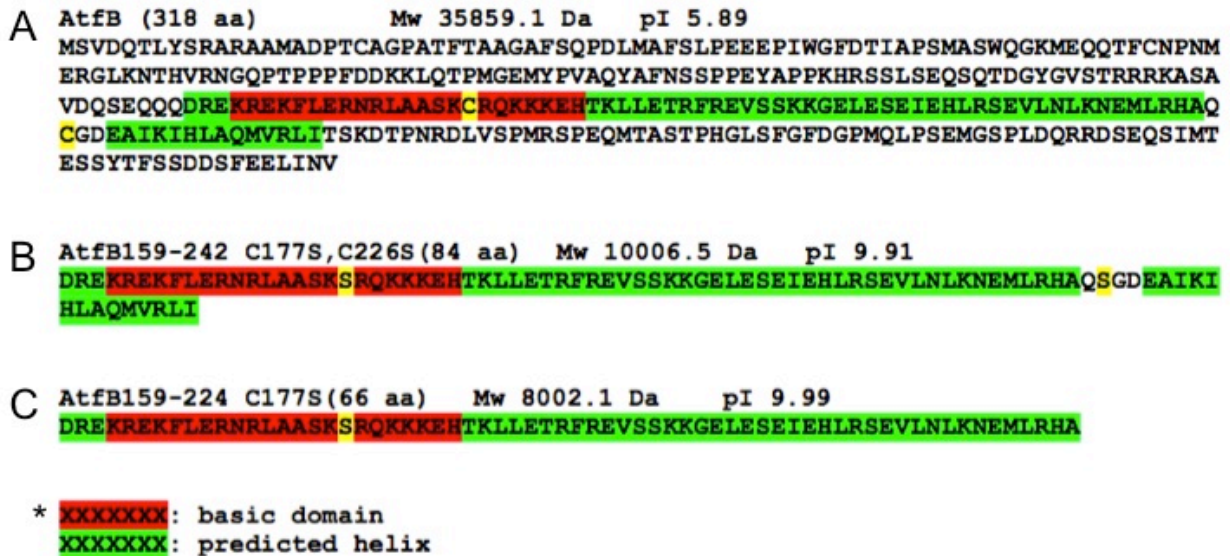 A AtfB (318 aa) Mw 35859.1 Da pI 5.89
MSVDQTLYSRARAAMADPTCAGPATFTAAGAFSQPDLMAFSLPEEEPIWGFDTIAPSMASWQGKMEQQTFCNPNM
ERGLKNTHVRNGQPTPPPPFDDKKLQTPMGEMYPVAQYAFNSSPPEYAPPKHRSSLSEQSQTDGYGVSTRRRKASA
VDQSEQQQDREKREKFLERNRLAASKCRQKKKEHTKLLETRFREVSSKKGELESEIEHLRSEVLNLKNEMLRHAQ
CGDEAIKIHLAQMVRLITSKDTPNRDLVSPMRSPEQMTASTPHGLSFGFDGPMQLPSEMGSPLDQRRDSEQSIMT
ESSYTFSSDDSFEELINV
B AtfB159-242 C177S,C226S(84 aa) Mw 10006.5 Da pI 9.91
DREKREKFLERNRLAASKSRQKKKEHTKLLETRFREVSSKKGELESEIEHLRSEVLNLKNEMLRHAQSGDEAIKI
HLAQMVRLI
C AtfB159-224 C177S(66 aa) Mw 8002.1 Da pI 9.99
DREKREKFLERNRLAASKSRQKKKEHTKLLETRFREVSSKKGELESEIEHLRSEVLNLKNEMLRHA
* XXXXXXX: basic domain
XXXXXXX: predicted helix